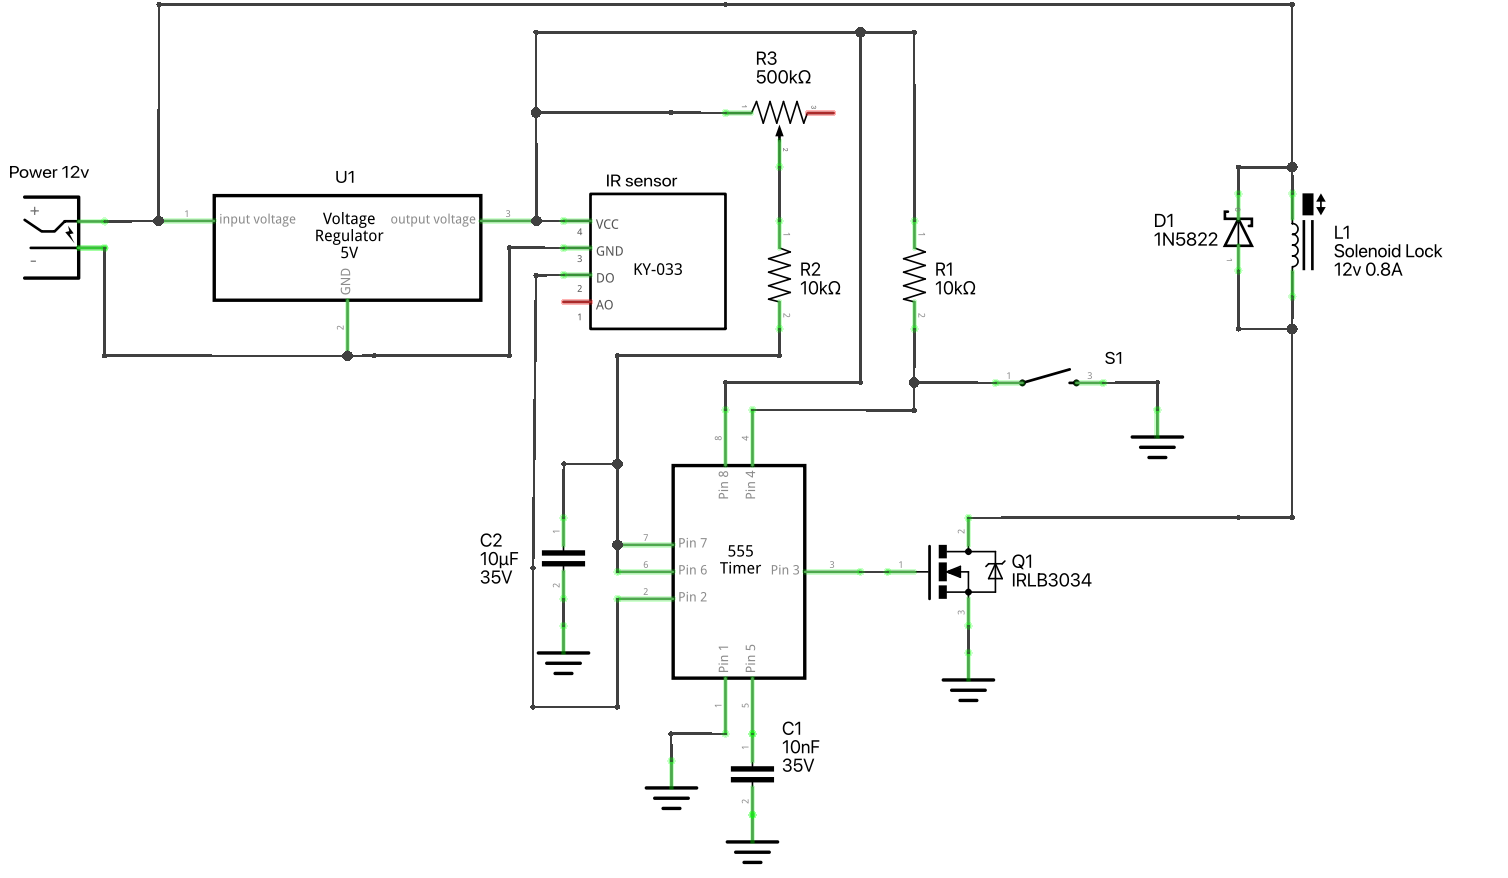 R3
500kΩ
1
3
2
Power 12v
+
-
U1
1
input voltage
Voltage
Regulator
5V
output voltage
3
GND
2
IR sensor
VCC
4
GND
3
DO
2
AO
1
KY-033
1
R2
10kΩ
2
1
R1
10kΩ
2
D1
1N5822
1
L1
Solenoid Lock
12v 0.8A
S1
1
3
8
4
Pin 8
Pin 4
C2
10µF
35V
1
2
7
Pin 7
6
Pin 6
2
Pin 2
555
Timer
Pin 3
3
1
2
3
Q1
IRLB3034
Pin 1
Pin 5
1
5
C1
10nF
35V
1
2